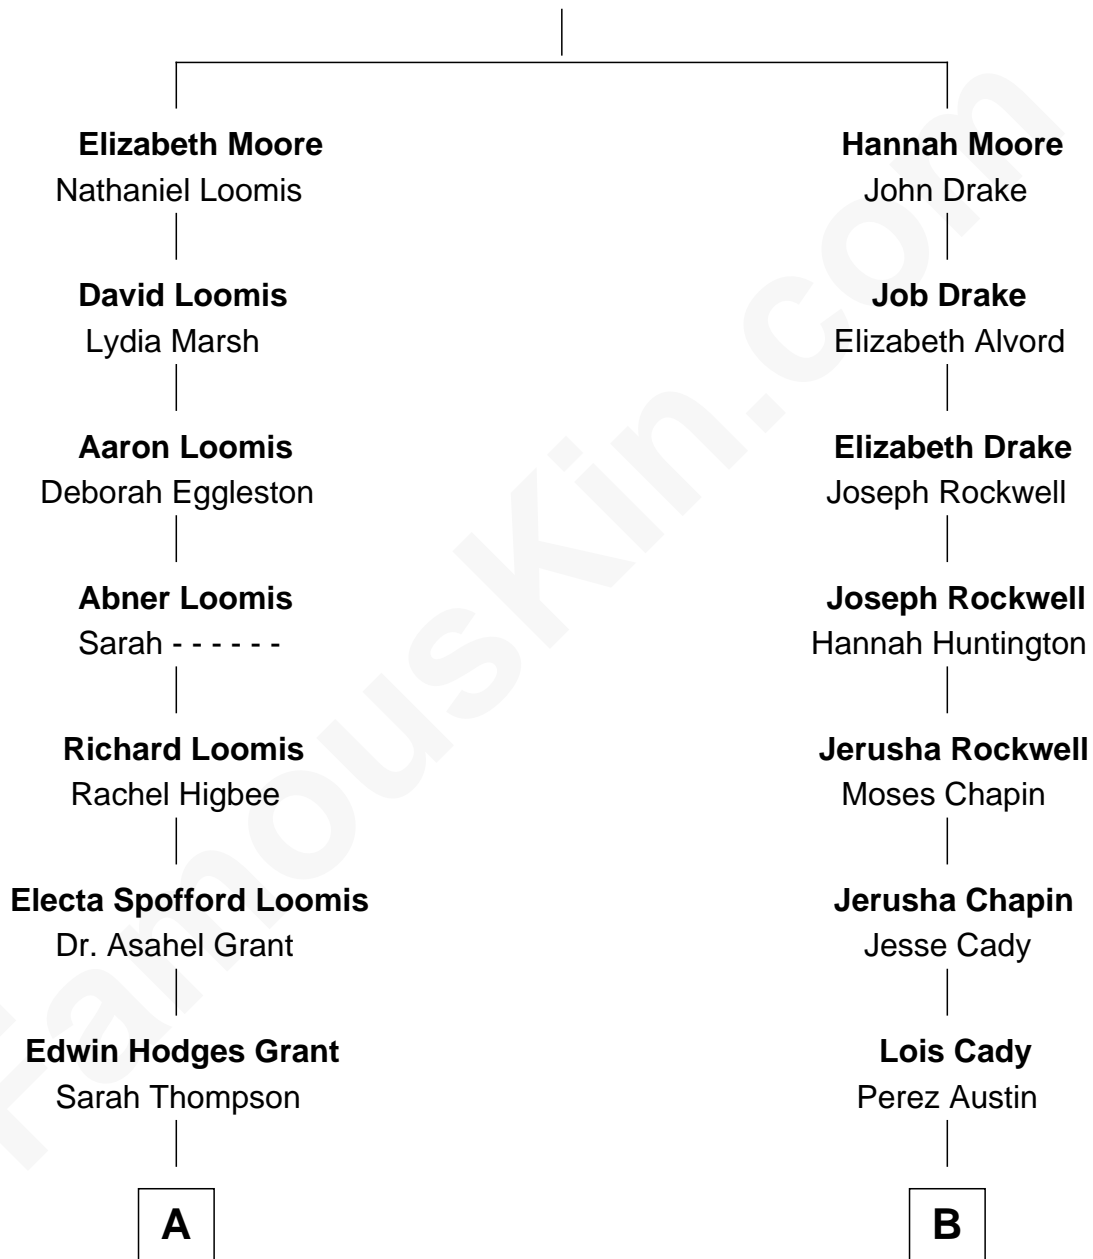 Elizabeth Moore
Nathaniel Loomis
David Loomis
Lydia Marsh
Aaron Loomis
Deborah Eggleston
Abner Loomis
Sarah - - - - - -
Richard Loomis
Rachel Higbee
Electa Spofford Loomis
Dr. Asahel Grant
Edwin Hodges Grant
Sarah Thompson
A
Hannah Moore
John Drake
Job Drake
Elizabeth Alvord
Elizabeth Drake
Joseph Rockwell
Joseph Rockwell
Hannah Huntington
Jerusha Rockwell
Moses Chapin
Jerusha Chapin
Jesse Cady
Lois Cady
Perez Austin
B
FamousKin.com